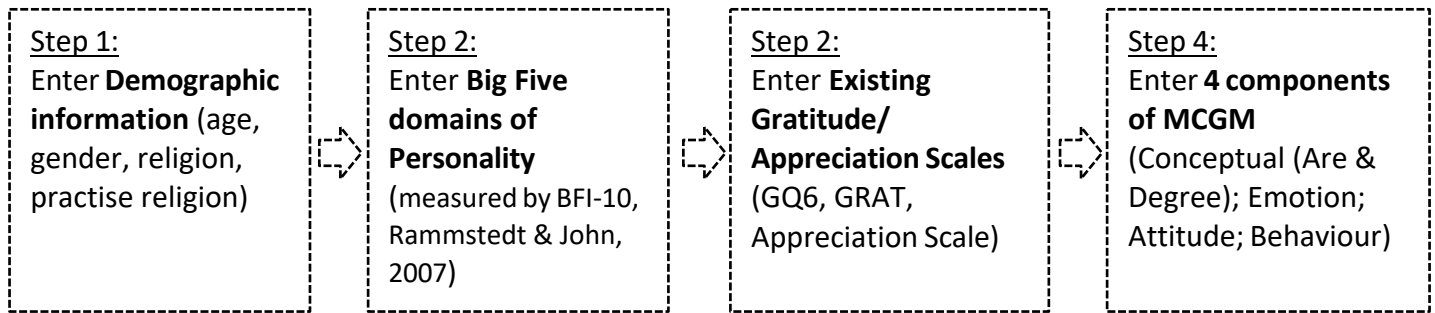 Step 1:
Enter Demographic
information (age,
gender, religion,
practise religion)
Step 2:
Enter Big Five
domains of
Personality
(measured by BFI-10,
Rammstedt & John,
2007)
Step 2:
Enter Existing
Gratitude/
Appreciation Scales
(GQ6, GRAT,
Appreciation Scale)
Step 4:
Enter 4 components
of MCGM
(Conceptual (Are &
Degree); Emotion;
Attitude; Behaviour)